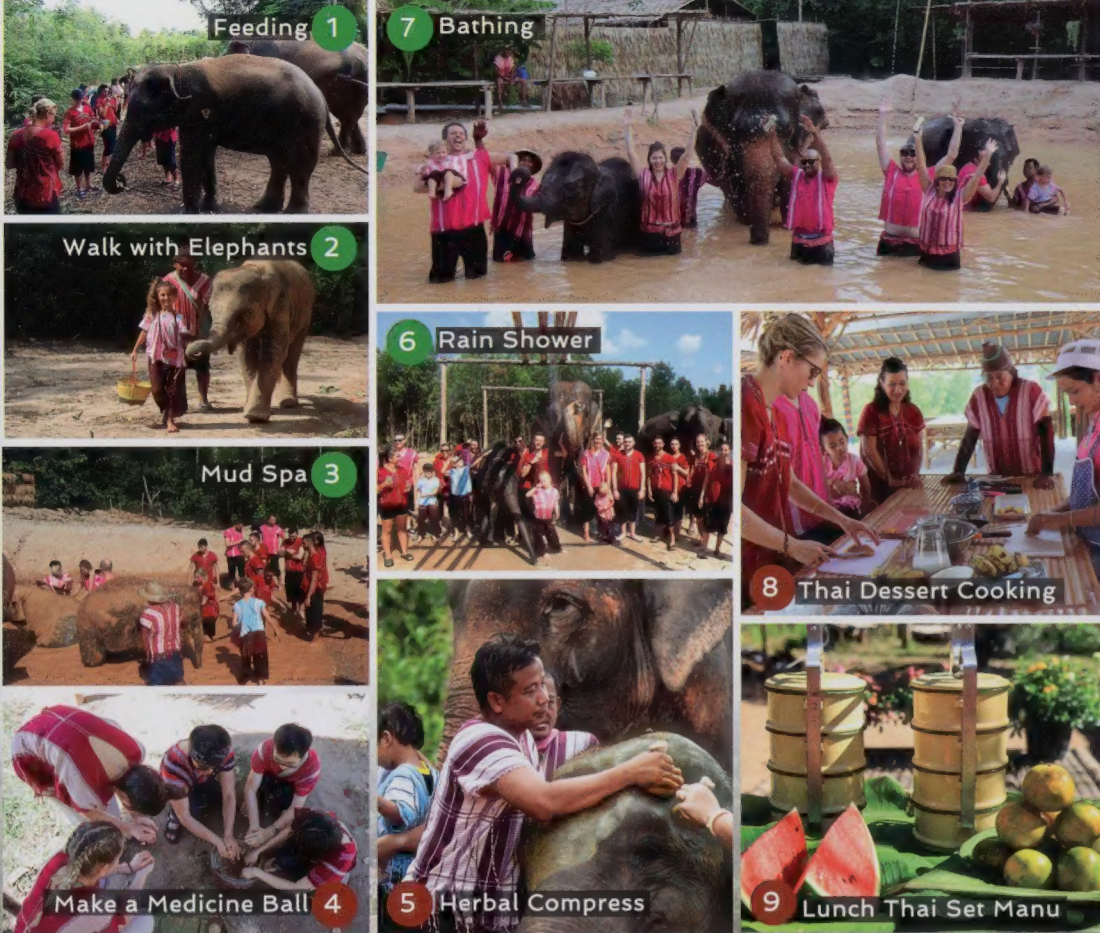 Feeding 1
Walk with Elephants 2
Mud Spa 3
Make a Medicine Ball 4
5 Herbal Compress
6 Rain Shower
7 Bathing
8 Thai Dessert Cooking
9 Lunch Thai Set Manu